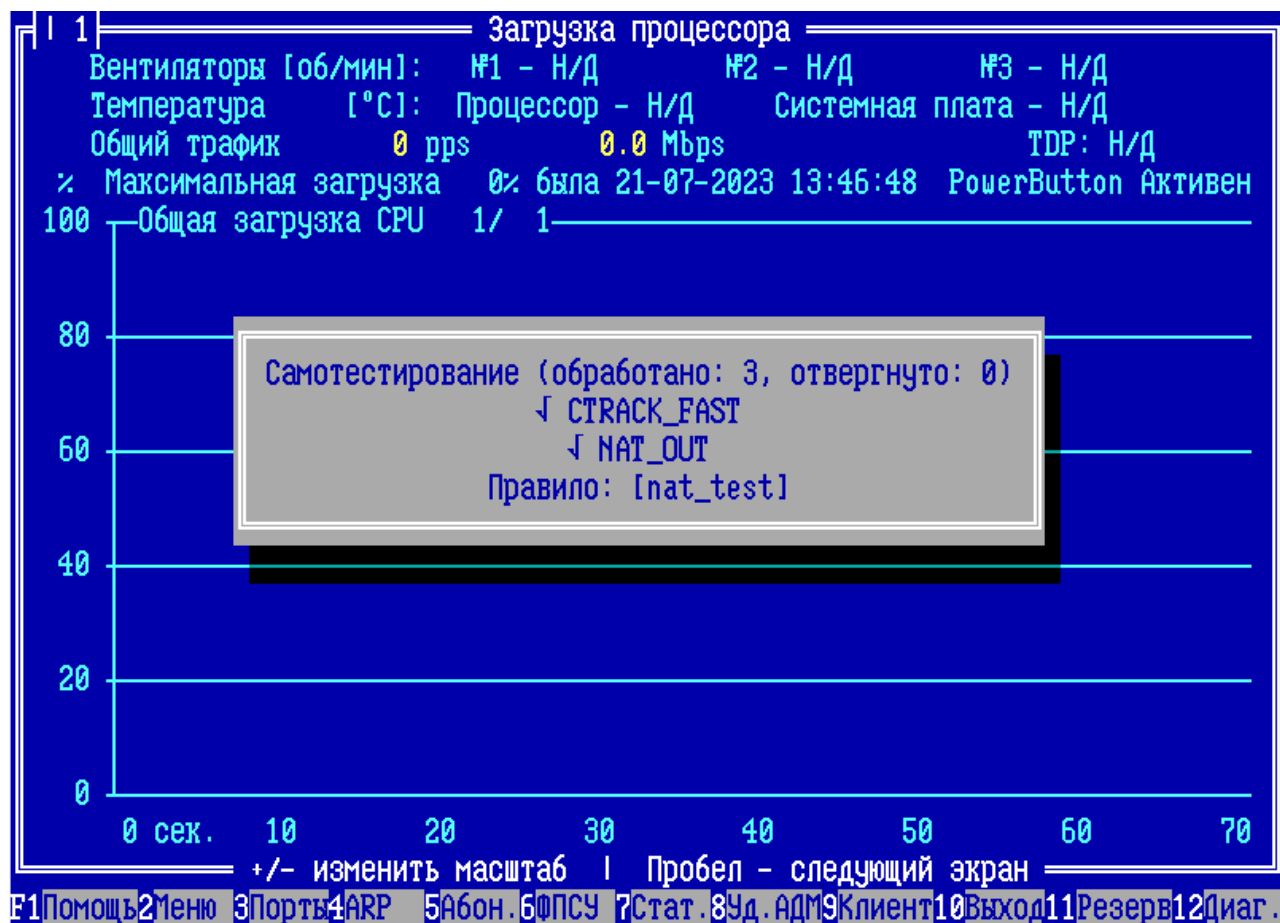 | 1
Загрузка процессора
Вентиляторы [об/мин]: №1 - Н/Д №2 - Н/Д №3 - Н/Д
Температура [°C]: Процессор - Н/Д Системная плата - Н/Д
Общий трафик 0 pps 0.0 Mbps TDP: Н/Д
% Максимальная загрузка 0% была 21-07-2023 13:46:48 PowerButton Активен
100 Общая загрузка CPU 1/ 1
80
Самотестирование (обработано: 3, отвергнуто: 0)
√ CTRACK_FAST
60 √ NAT_OUT
Правило: [nat_test]
40
20
0
0 сек. 10 20 30 40 50 60 70
+/- изменить масштаб | Пробел - следующий экран
F1Помощь2Меню 3Порты4ARP 5Абон.6ФПСУ 7Стат.8Уд.АДМ9Клиент10Выход11Резерв12Диаг.